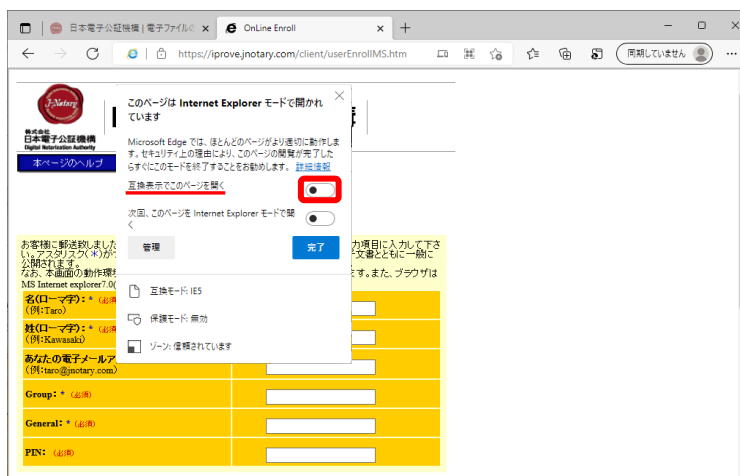 日本電子公証機構 | 電子ファイルの
OnLine Enroll
https://iprove.jnotary.com/client/userEnrollMS.htm
同期していません
J-Notary
株式会社
日本電子公証機構
Digital Notarization Authority
本ページのヘルプ
このページは Internet Explorer モードで開かれ
ています
Microsoft Edge では、ほとんどのページがより適切に動作しま
す。セキュリティ上の理由により、このページの閲覧が完了した
らすぐにこのモードを終了することをお勧めします。 詳細情報
互換表示でこのページを開く
次回、このページを Internet Explorer モードで開
く
管理
完了
互換モード: IE5
保護モード: 無効
ゾーン: 信頼されています
お客様に郵送致しました
力項目に入力して下さ
い。アスタリスク(*)が
文書とともに一般に
公開されます。
なお、本画面の動作環境
ます。また、ブラウザは
MS Internet explorer7.0(
名(ローマ字): * (必須
(例:Taro)
姓(ローマ字): * (必須
(例:Kawasaki)
あなたの電子メールア
(例:taro@jnotary.com)
Group: * (必須)
General: * (必須)
PIN: (必須)